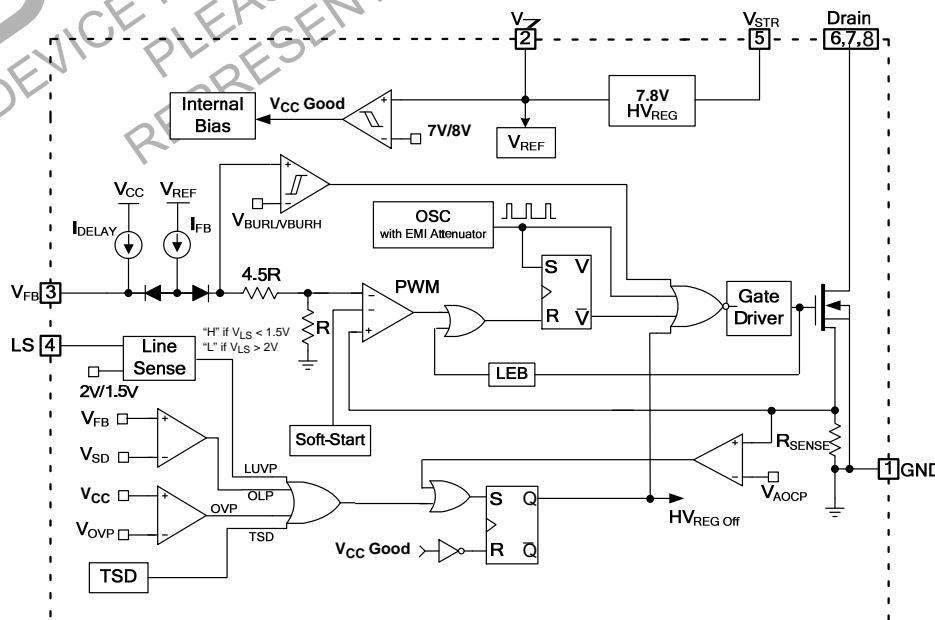 DEVICE
PLEA
REPRESENT
V
2
VSTR
5
Drain
6,7,8
Internal
Bias
VCC Good
+
−
7V/8V
VREF
7.8V
HVREG
VCC
VREF
IDELAY
IFB
+
−
VBURL/VBURH
OSC
with EMI Attenuator
VFB 3
4.5R
R
PWM
−
−
+
S V
R V̅
Gate
Driver
LS 4
Line
Sense
"H" if VLS < 1.5V
"L" if VLS > 2V
2V/1.5V
LEB
Soft-Start
VFB
+
VSD
−
LUVP
OLP
VCC
+
VOVP
−
OVP
TSD
TSD
VCC Good
S Q
R Q̅
HVREG Off
+
−
VAOCP
RSENSE
1 GND